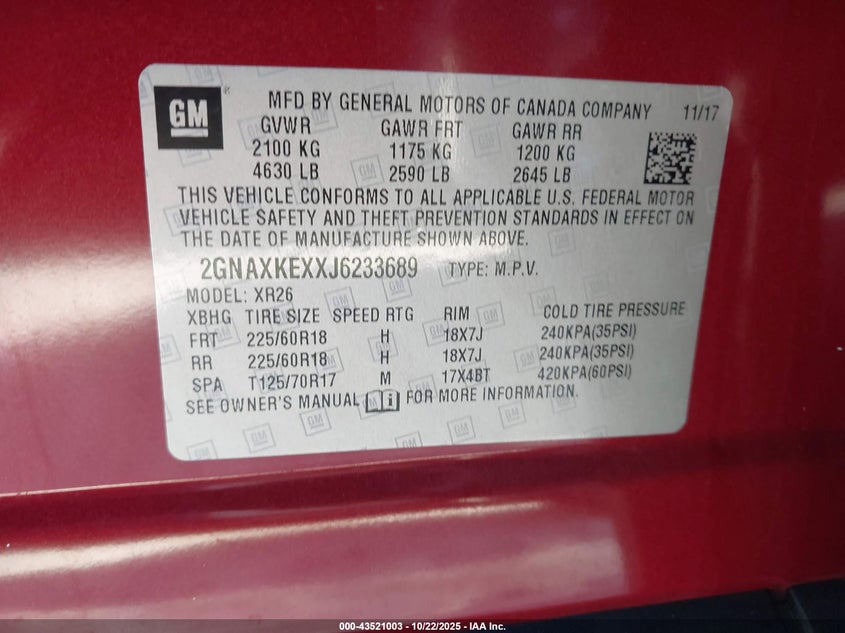 GM
MFD BY GENERAL MOTORS OF CANADA COMPANY 11/17
GVWR GAWR FRT GAWR RR
2100 KG 1175 KG 1200 KG
4630 LB 2590 LB 2645 LB
THIS VEHICLE CONFORMS TO ALL APPLICABLE U.S. FEDERAL MOTOR
VEHICLE SAFETY AND THEFT PREVENTION STANDARDS IN EFFECT ON
THE DATE OF MANUFACTURE SHOWN ABOVE.
2GNAXKEXXJ6233689 TYPE: M.P.V.
MODEL: XR26
XBHG TIRE SIZE SPEED RTG RIM COLD TIRE PRESSURE
FRT 225/60R18 H 18X7J 240KPA(35PSI)
RR 225/60R18 H 18X7J 240KPA(35PSI)
SPA T125/70R17 M 17X4BT 420KPA(60PSI)
SEE OWNER'S MANUAL i FOR MORE INFORMATION.
000-43521003 - 10/22/2025 - IAA Inc.